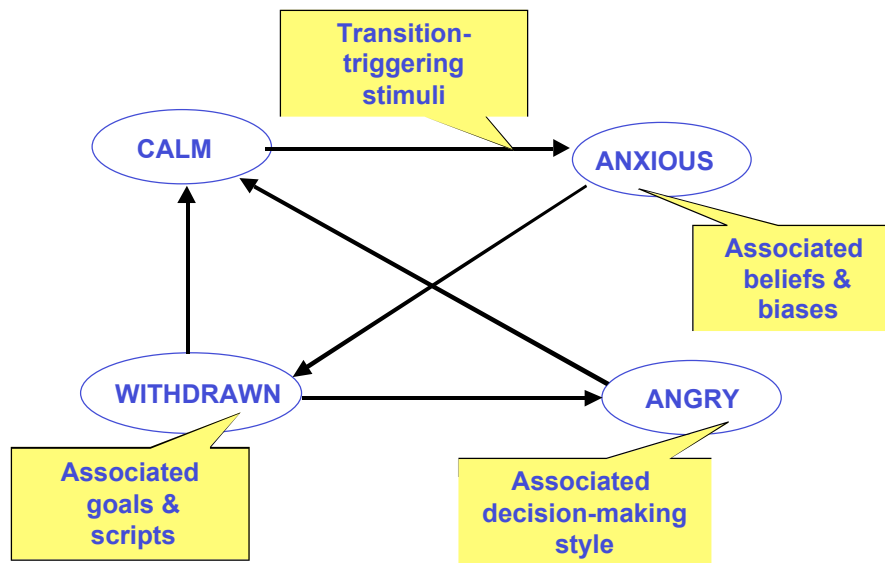 Transition-
triggering
stimuli
CALM
ANXIOUS
Associated
beliefs &
biases
WITHDRAWN
ANGRY
Associated
goals &
scripts
Associated
decision-making
style